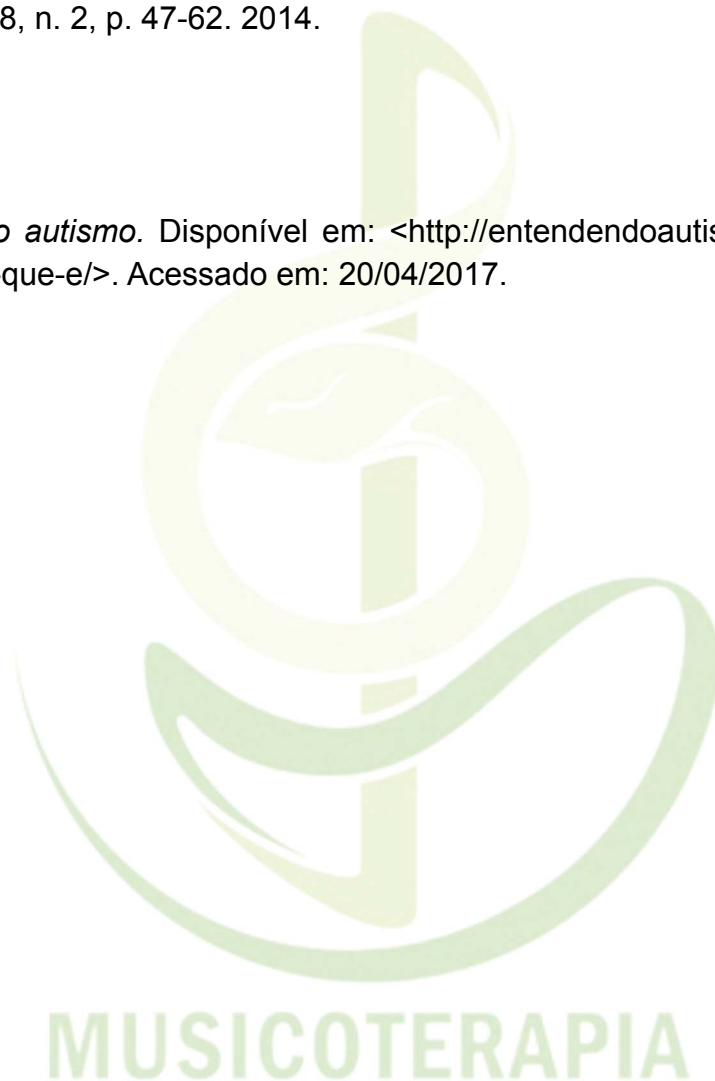 8, n. 2, p. 47-62. 2014.
o autismo. Disponível em: <http://entendendoautis
que-e/>. Acessado em: 20/04/2017.
MUSICOTERAPIA